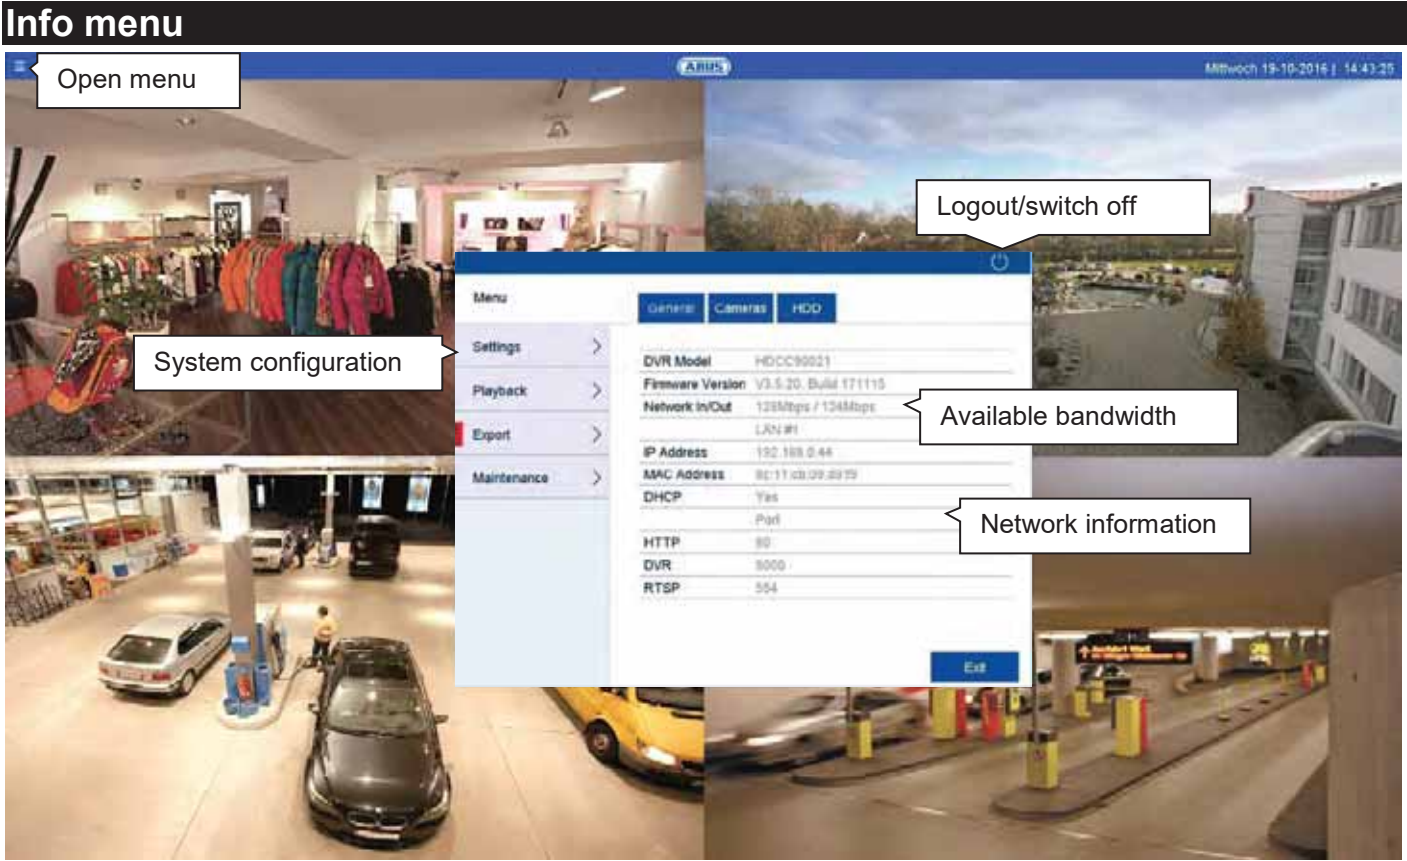 Info menu
Open menu
ABUS
Mittwoch 19-10-2016 | 14:43:25
Logout/switch off
Menu
General Cameras HDD
Settings
System configuration
Playback
Export
Maintenance
DVR Model HDCC90021
Firmware Version V3.5.20, Build 171115
Network In/Out 128Mbps / 124Mbps
Available bandwidth
LAN #1
IP Address 192.168.0.44
MAC Address
DHCP Yes
Port
Network information
HTTP 80
DVR 8000
RTSP 554
Exit